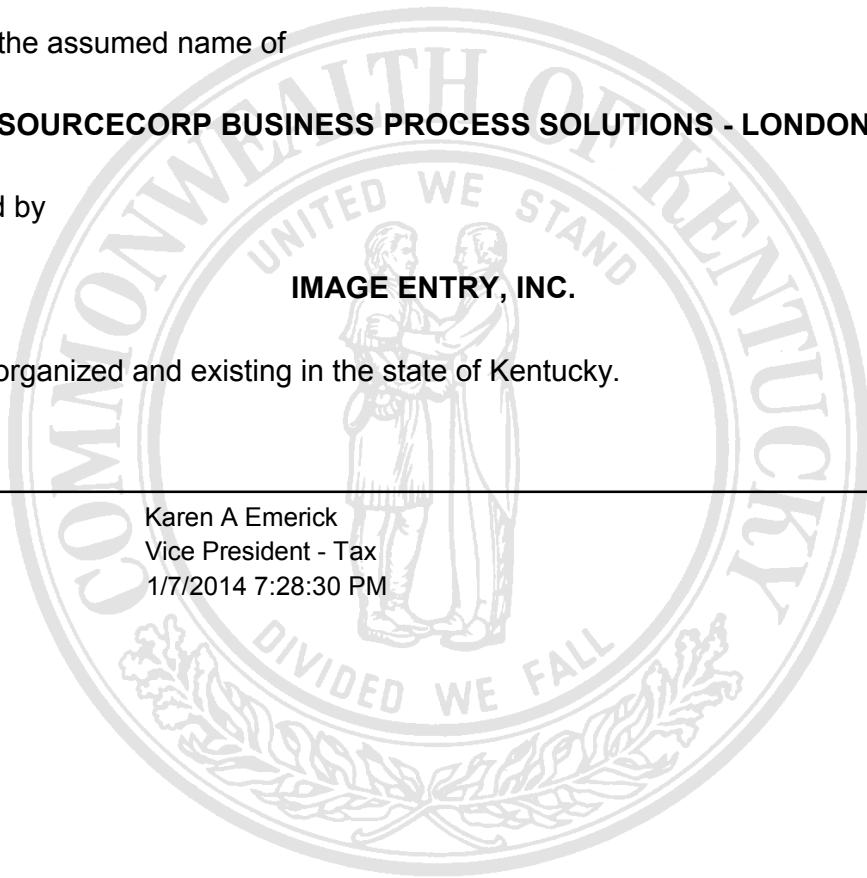 the assumed name of
SOURCECORP BUSINESS PROCESS SOLUTIONS - LONDON
d by
IMAGE ENTRY, INC.
organized and existing in the state of Kentucky.
Karen A Emerick
Vice President - Tax
1/7/2014 7:28:30 PM
COMMONWEALTH OF KENTUCKY
UNITED WE STAND
DIVIDED WE FALL